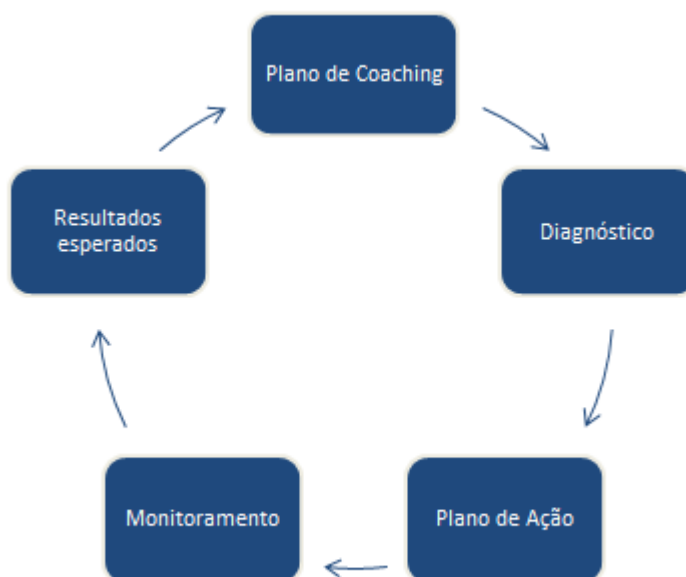 Plano de Coaching
Diagnóstico
Plano de Ação
Monitoramento
Resultados
esperados